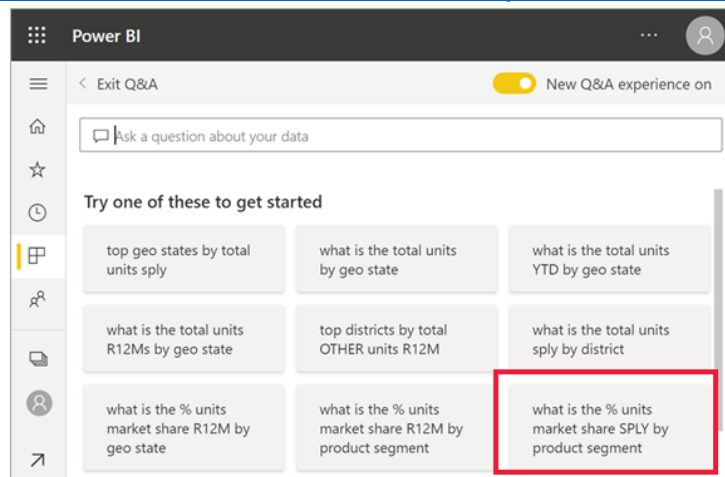 Power BI
Exit Q&A
New Q&A experience on
Ask a question about your data
Try one of these to get started
top geo states by total
units sply
what is the total units
by geo state
what is the total units
YTD by geo state
what is the total units
R12Ms by geo state
top districts by total
OTHER units R12M
what is the total units
sply by district
what is the % units
market share R12M by
geo state
what is the % units
market share R12M by
product segment
what is the % units
market share SPLY by
product segment